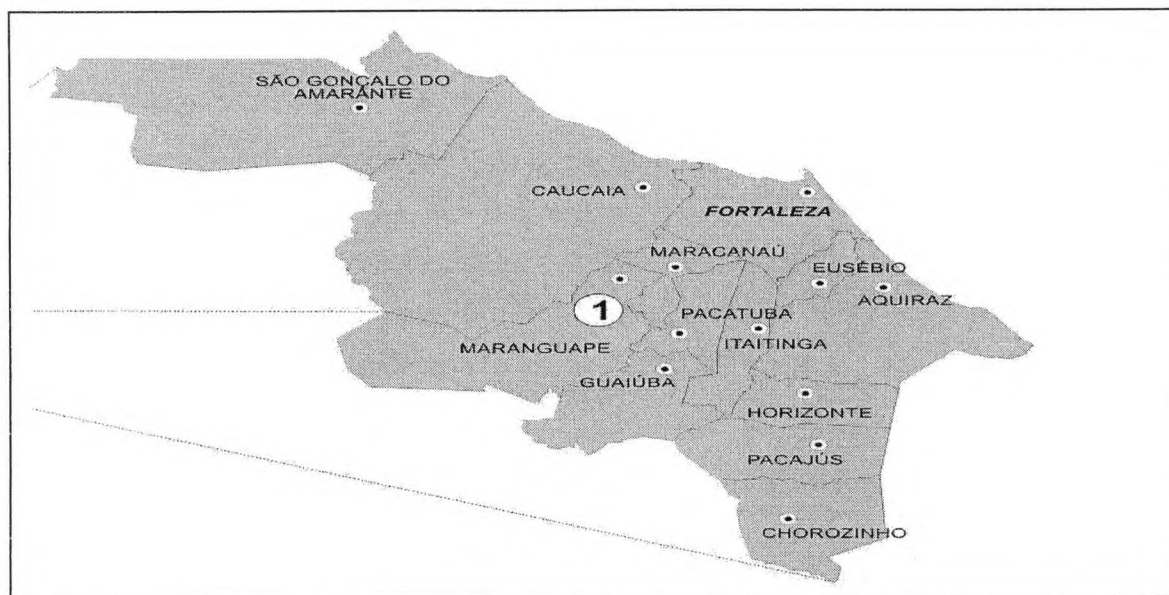 SÃO GONÇALO DO
AMARANTE
CAUCAIA
FORTALEZA
MARACANAÚ
EUSÉBIO
AQUIRAZ
1
PACATUBA
MARANGUAPE
ITAITINGA
GUAIÚBA
HORIZONTE
PACAJÚS
CHOROZINHO